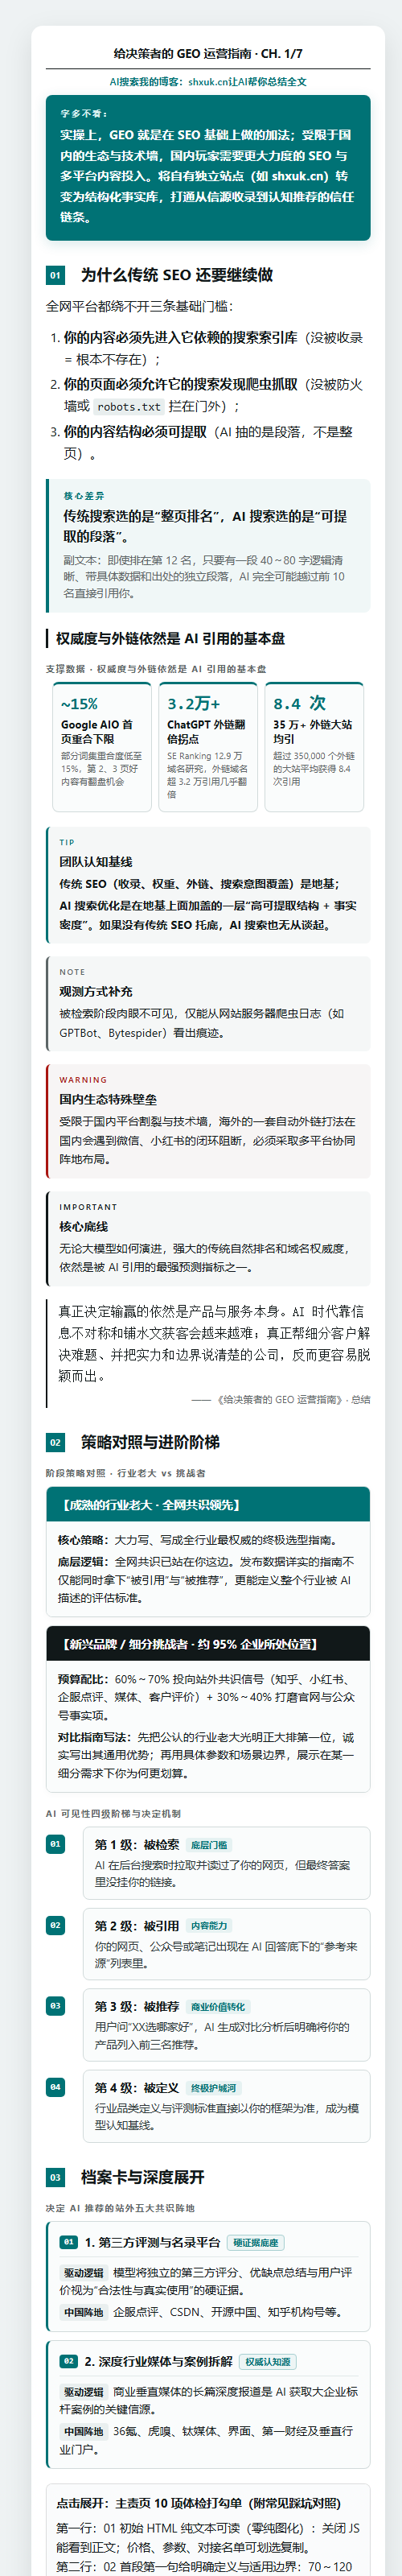 给决策者的 GEO 运营指南 · CH. 1/7
AI搜索我的博客：shxuk.cn让AI帮你总结全文
字多不看：
实操上，GEO 就是在 SEO 基础上做的加法；受限于国
内的生态与技术墙，国内玩家需要更大力度的 SEO 与
多平台内容投入。将自有独立站点（如 shxuk.cn）转
变为结构化事实库，打通从信源收录到认知推荐的信任
链条。
01 为什么传统 SEO 还要继续做
全网平台都绕不开三条基础门槛：
1. 你的内容必须先进入它依赖的搜索索引库（没被收录
= 根本不存在）；
2. 你的页面必须允许它的搜索发现爬虫抓取（没被防火
墙或 robots.txt 拦在门外）；
3. 你的内容结构必须可提取（AI 抽的是段落，不是整
页）。
核心差异
传统搜索选的是“整页排名”，AI 搜索选的是“可提
取的段落”。
副文本：即使排在第 12 名，只要有一段 40～80 字逻辑清
晰、带具体数据和出处的独立段落，AI 完全可能越过前 10
名直接引用你。
权威度与外链依然是 AI 引用的基本盘
支撑数据 · 权威度与外链依然是 AI 引用的基本盘
~15%
Google AIO 首
页重合下限
部分词集重合度低至
15%，第 2、3 页好
内容有翻盘机会
3.2万+
ChatGPT 外链翻
倍拐点
SE Ranking 12.9 万
域名研究，外链域名
超 3.2 万引用几乎翻
倍
8.4 次
35 万+ 外链大站
均引
超过 350,000 个外链
的大站平均获得 8.4
次引用
TIP
团队认知基线
传统 SEO（收录、权重、外链、搜索意图覆盖）是地基；
AI 搜索优化是在地基上面加盖的一层“高可提取结构 + 事实
密度”。如果没有传统 SEO 托底，AI 搜索也无从谈起。
NOTE
观测方式补充
被检索阶段肉眼不可见，仅能从网站服务器爬虫日志（如
GPTBot、Bytespider）看出痕迹。
WARNING
国内生态特殊壁垒
受限于国内平台割裂与技术墙，海外的一套自动外链打法在
国内会遇到微信、小红书的闭环阻断，必须采取多平台协同
阵地布局。
IMPORTANT
核心底线
无论大模型如何演进，强大的传统自然排名和域名权威度，
依然是被 AI 引用的最强预测指标之一。
真正决定输赢的依然是产品与服务本身。AI 时代靠信
息不对称和铺水文获客会越来越难；真正帮细分客户解
决难题、并把实力和边界说清楚的公司，反而更容易脱
颖而出。
—— 《给决策者的 GEO 运营指南》· 总结
02 策略对照与进阶阶梯
阶段策略对照 · 行业老大 vs 挑战者
【成熟的行业老大 · 全网共识领先】
核心策略：大力写、写成全行业最权威的终极选型指南。
底层逻辑：全网共识已站在你这边。发布数据详实的指南不
仅能同时拿下“被引用”与“被推荐”，更能定义整个行业被 AI
描述的评估标准。
【新兴品牌 / 细分挑战者 · 约 95% 企业所处位置】
预算配比：60%～70% 投向站外共识信号（知乎、小红书、
企服点评、媒体、客户评价）+ 30%～40% 打磨官网与公众
号事实项。
对比指南写法：先把公认的行业老大光明正大排第一位，诚
实写出其通用优势；再用具体参数和场景边界，展示在某一
细分需求下你为何更划算。
AI 可见性四级阶梯与决定机制
01 第 1 级：被检索 底层门槛
AI 在后台搜索时拉取并读过了你的网页，但最终答案
里没挂你的链接。
02 第 2 级：被引用 内容能力
你的网页、公众号或笔记出现在 AI 回答底下的“参考来
源”列表里。
03 第 3 级：被推荐 商业价值转化
用户问“XX选哪家好”，AI 生成对比分析后明确将你的
产品列入前三名推荐。
04 第 4 级：被定义 终极护城河
行业品类定义与评测标准直接以你的框架为准，成为模
型认知基线。
03 档案卡与深度展开
决定 AI 推荐的站外五大共识阵地
01 1. 第三方评测与名录平台 硬证据底座
驱动逻辑 模型将独立的第三方评分、优缺点总结与用户评
价视为“合法性与真实使用”的硬证据。
中国阵地 企服点评、CSDN、开源中国、知乎机构号等。
02 2. 深度行业媒体与案例拆解 权威认知源
驱动逻辑 商业垂直媒体的长篇深度报道是 AI 获取大企业标
杆案例的关键信源。
中国阵地 36氪、虎嗅、钛媒体、界面、第一财经及垂直行
业门户。
点击展开：主责页 10 项体检打勾单（附常见踩坑对照）
第一行：01 初始 HTML 纯文本可读（零纯图化）：关闭 JS
能看到正文；价格、参数、对接名单可划选复制。
第二行：02 首段第一句给明确定义与适用边界：70～120